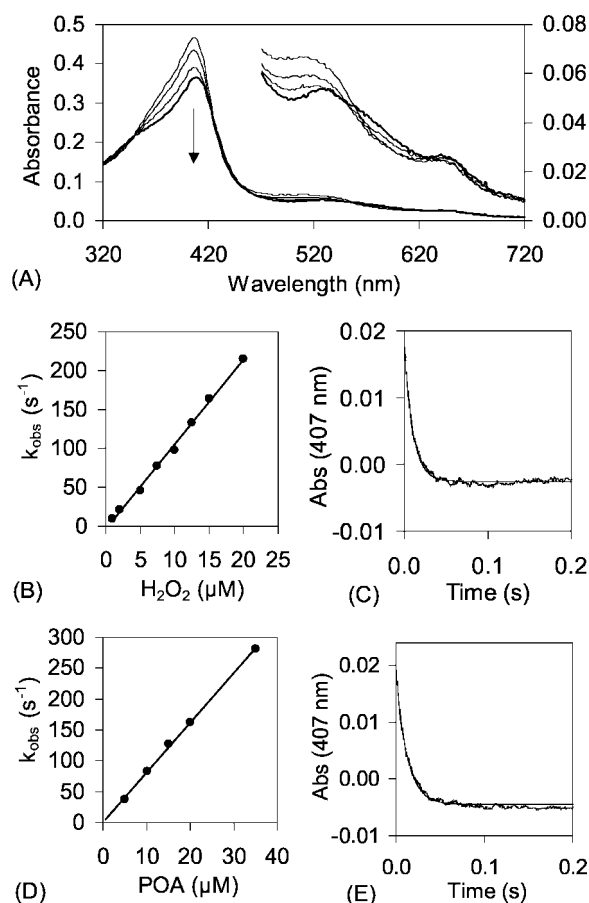 0.5
0.4
0.3
0.2
0.1
0.0
Absorbance
0.08
0.06
0.04
0.02
0.00
320 420 520 620 720
Wavelength (nm)
(A)
250
200
150
100
50
0
k_obs (s⁻¹)
0 5 10 15 20 25
H₂O₂ (µM)
(B)
0.02
0.01
0.00
-0.01
Abs (407 nm)
0.0 0.1 0.2
Time (s)
(C)
300
250
200
150
100
50
0
k_obs (s⁻¹)
0 10 20 30 40
POA (µM)
(D)
0.02
0.01
0.00
-0.01
Abs (407 nm)
0.0 0.1 0.2
Time (s)
(E)